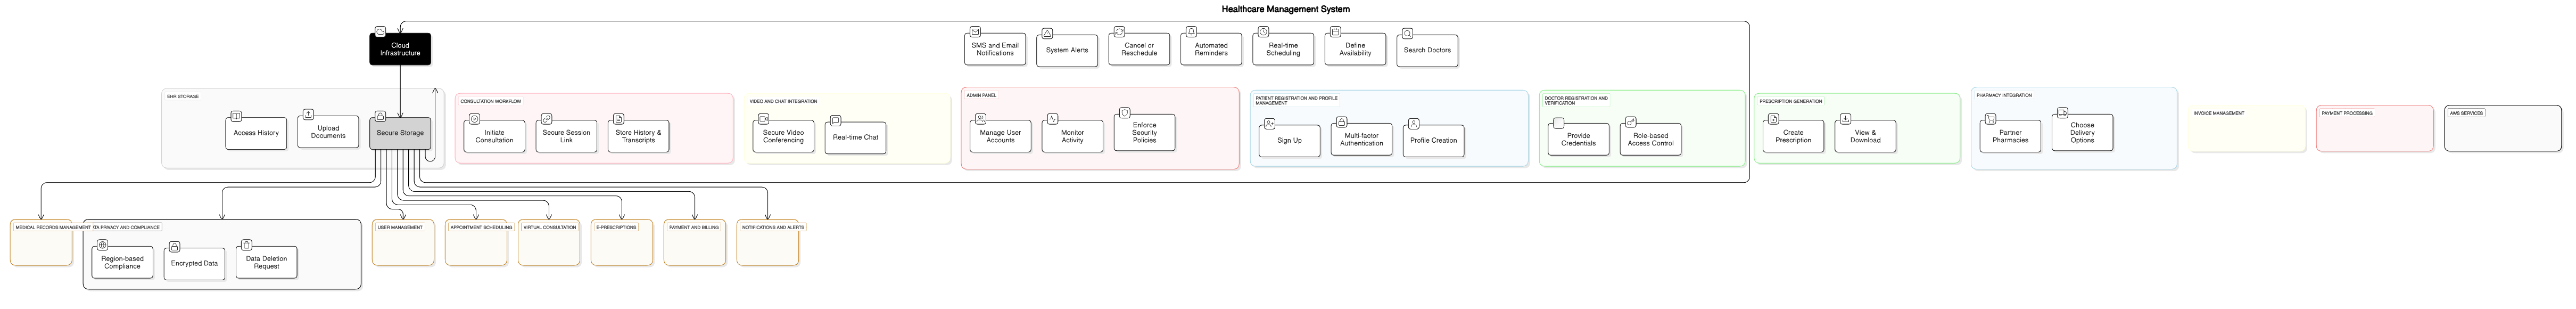 Healthcare Management System
Cloud
Infrastructure
SMS and Email
Notifications
System Alerts
Cancel or
Reschedule
Automated
Reminders
Real-time
Scheduling
Define
Availability
Search Doctors
EHR STORAGE
Access History
Upload
Documents
Secure Storage
CONSULTATION WORKFLOW
Initiate
Consultation
Secure Session
Link
Store History &
Transcripts
VIDEO AND CHAT INTEGRATION
Secure Video
Conferencing
Real-time Chat
ADMIN PANEL
Manage User
Accounts
Monitor
Activity
Enforce
Security
Policies
PATIENT REGISTRATION AND PROFILE
MANAGEMENT
Sign Up
Multi-factor
Authentication
Profile Creation
DOCTOR REGISTRATION AND
VERIFICATION
Provide
Credentials
Role-based
Access Control
PRESCRIPTION GENERATION
Create
Prescription
View &
Download
PHARMACY INTEGRATION
Partner
Pharmacies
Choose
Delivery
Options
INVOICE MANAGEMENT
PAYMENT PROCESSING
AWS SERVICES
MEDICAL RECORDS MANAGEMENT
TA PRIVACY AND COMPLIANCE
Region-based
Compliance
Encrypted Data
Data Deletion
Request
USER MANAGEMENT
APPOINTMENT SCHEDULING
VIRTUAL CONSULTATION
E-PRESCRIPTIONS
PAYMENT AND BILLING
NOTIFICATIONS AND ALERTS